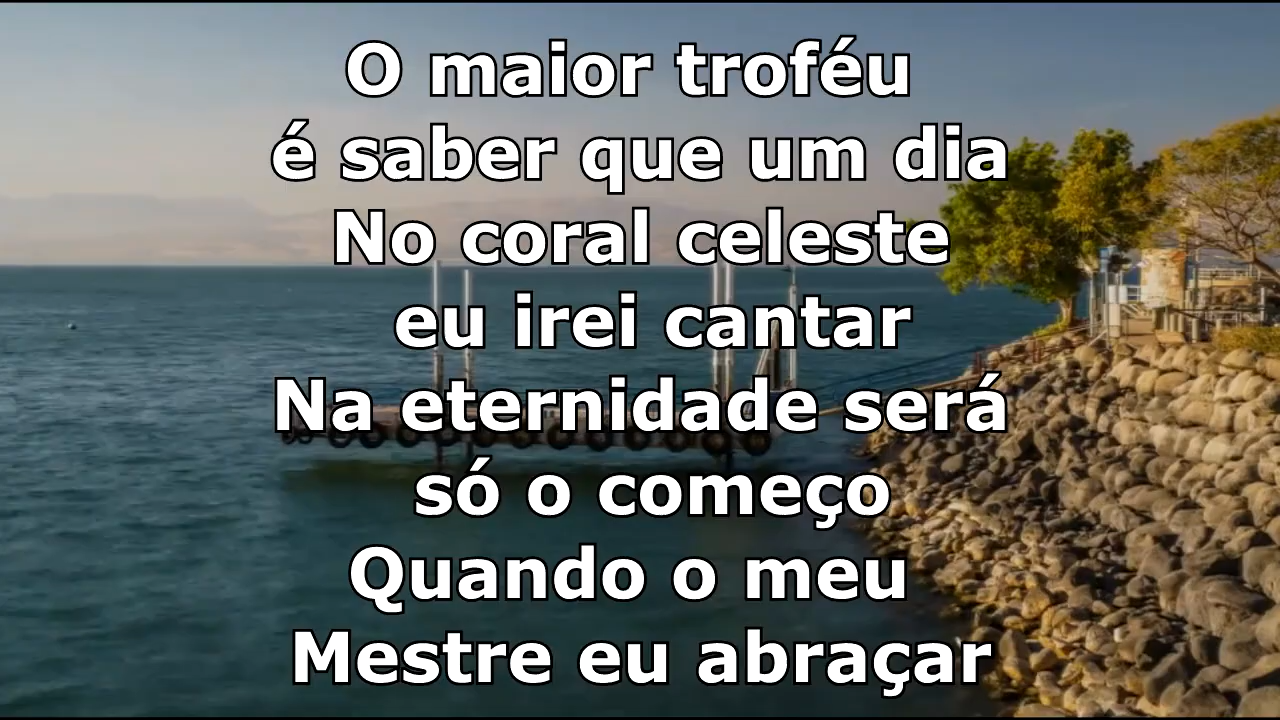 O maior troféu
é saber que um dia
No coral celeste
eu irei cantar
Na eternidade será
só o começo
Quando o meu
Mestre eu abraçar